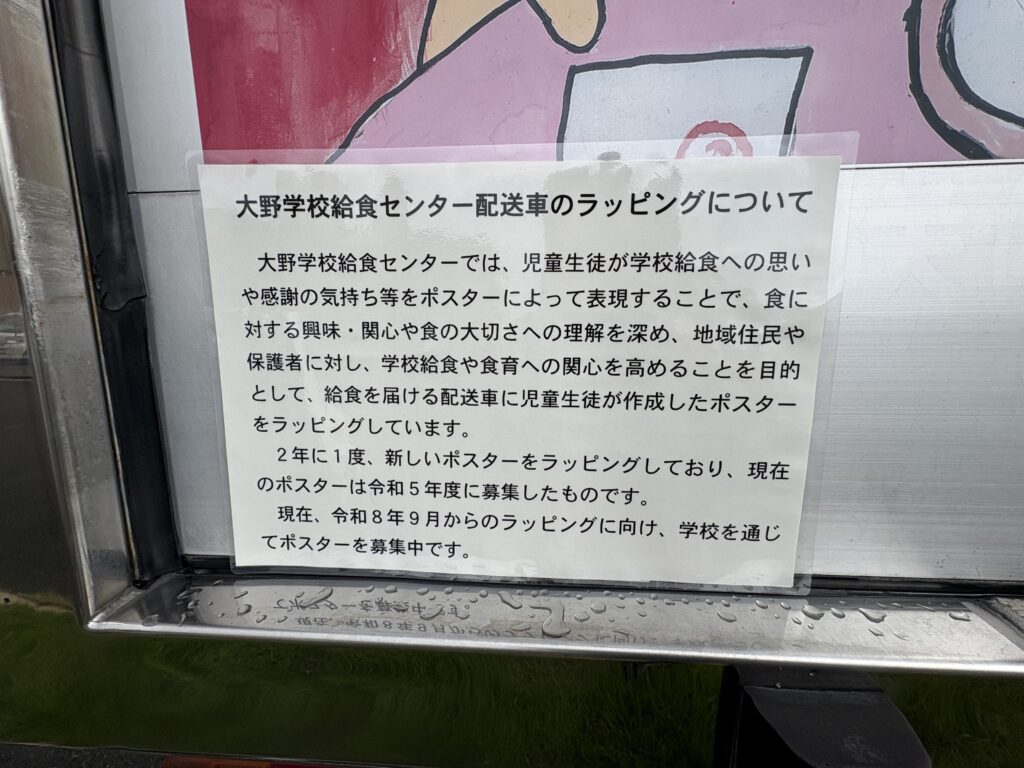 大野学校給食センター配送車のラッピングについて
大野学校給食センターでは、児童生徒が学校給食への思い
や感謝の気持ち等をポスターによって表現することで、食に
対する興味・関心や食の大切さへの理解を深め、地域住民や
保護者に対し、学校給食や食育への関心を高めることを目的
として、給食を届ける配送車に児童生徒が作成したポスター
をラッピングしています。
２年に１度、新しいポスターをラッピングしており、現在
のポスターは令和５年度に募集したものです。
現在、令和８年９月からのラッピングに向け、学校を通じ
てポスターを募集中です。